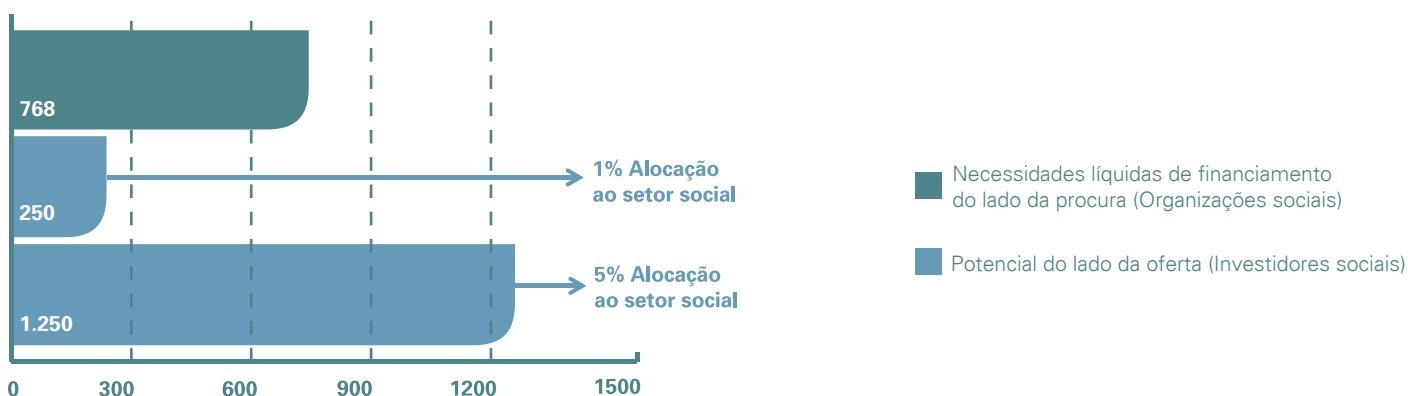 768
250
1.250
1% Alocação
ao setor social
5% Alocação
ao setor social
0 300 600 900 1200 1500
Necessidades líquidas de financiamento
do lado da procura (Organizações sociais)
Potencial do lado da oferta (Investidores sociais)